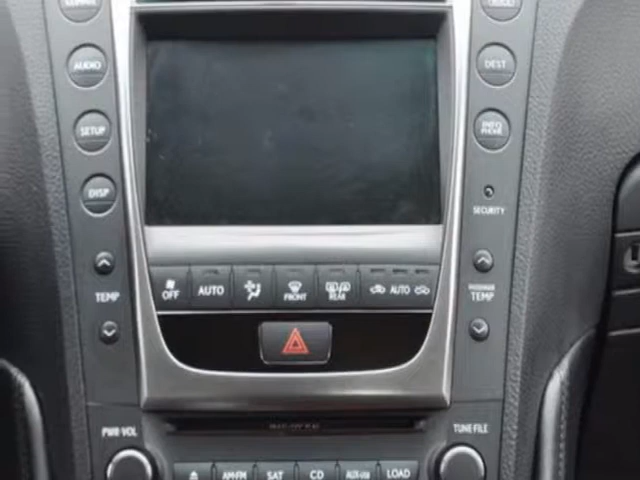 AUDIO
DEST
SETUP
INFO
PHONE
DISP
SECURITY
TEMP
PASSENGER
TEMP
OFF
AUTO
FRONT
REAR
AUTO
PWR·VOL
TUNE·FILE
AM·FM
SAT
CD
AUX·USB
LOAD